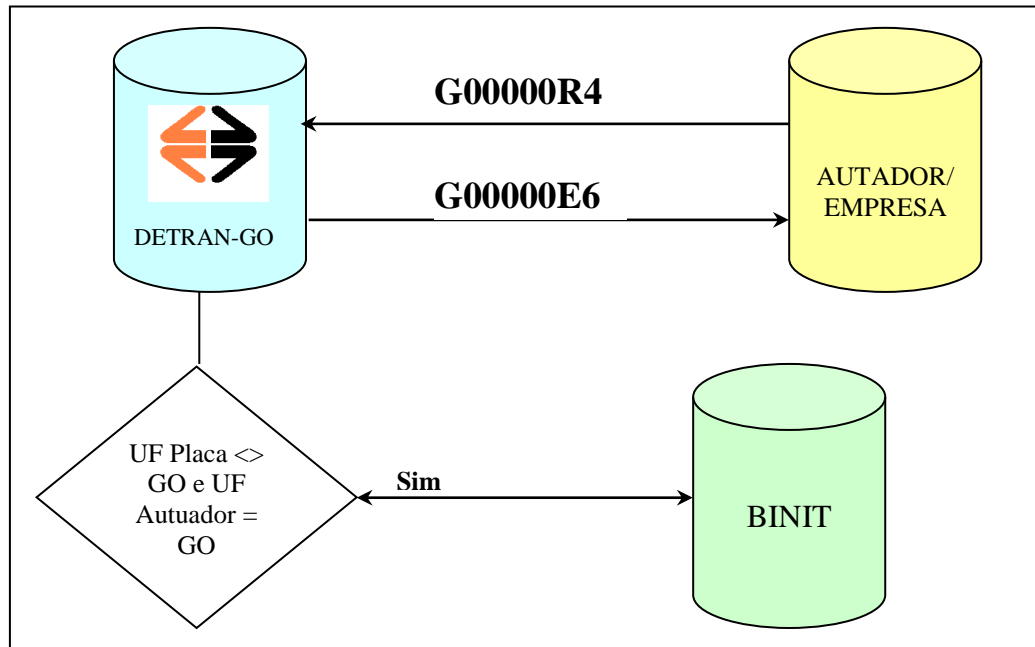 G00000R4
G00000E6
DETRAN-GO
AUTADOR/
EMPRESA
UF Placa <>
GO e UF
Autuador =
GO
Sim
BINIT